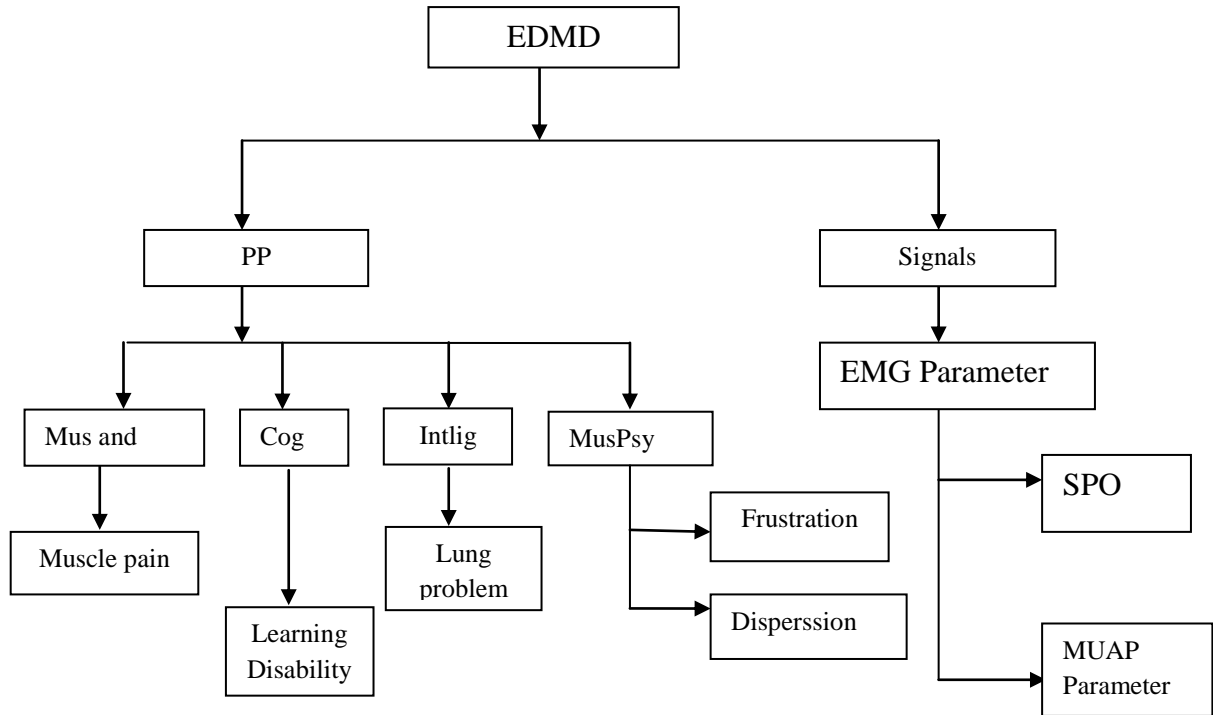 EDMD
PP
Signals
EMG Parameter
Mus and
Cog
Intlig
MusPsy
SPO
Frustration
Muscle pain
Lung
problem
Disperssion
Learning
Disability
MUAP
Parameter